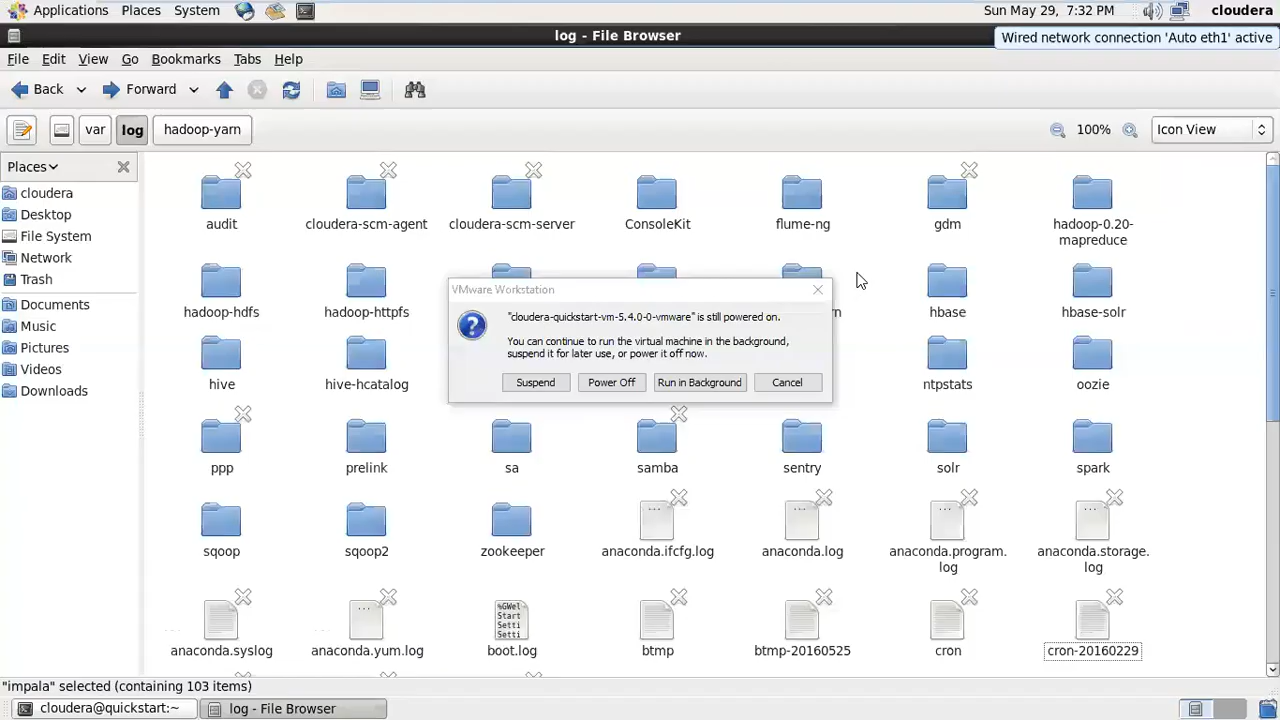 Applications Places System Sun May 29, 7:32 PM cloudera
log - File Browser
Wired network connection 'Auto eth1' active
File Edit View Go Bookmarks Tabs Help
Back Forward
var log hadoop-yarn 100% Icon View
Places
cloudera
Desktop
File System
Network
Trash
Documents
Music
Pictures
Videos
Downloads
audit cloudera-scm-agent cloudera-scm-server ConsoleKit flume-ng gdm hadoop-0.20-
mapreduce
hadoop-hdfs hadoop-httpfs hbase hbase-solr
hive hive-hcatalog ntpstats oozie
VMware Workstation
"cloudera-quickstart-vm-5.4.0-0-vmware" is still powered on.
You can continue to run the virtual machine in the background,
suspend it for later use, or power it off now.
Suspend Power Off Run in Background Cancel
ppp prelink sa samba sentry solr spark
sqoop sqoop2 zookeeper anaconda.ifcfg.log anaconda.log anaconda.program. anaconda.storage.
log log
%GWel
Start
Setti
Setti
anaconda.syslog anaconda.yum.log boot.log btmp btmp-20160525 cron cron-20160229
"impala" selected (containing 103 items)
cloudera@quickstart:~ log - File Browser